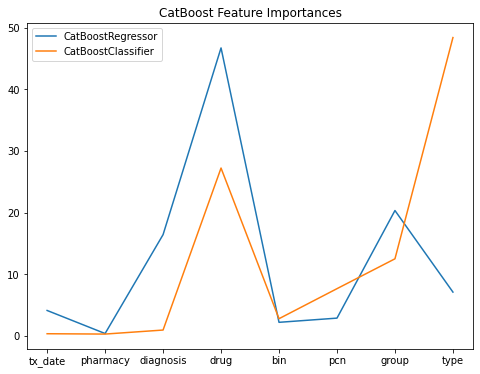 CatBoost Feature Importances
CatBoostRegressor
CatBoostClassifier
50
40
30
20
10
0
tx_date pharmacy diagnosis drug bin pcn group type